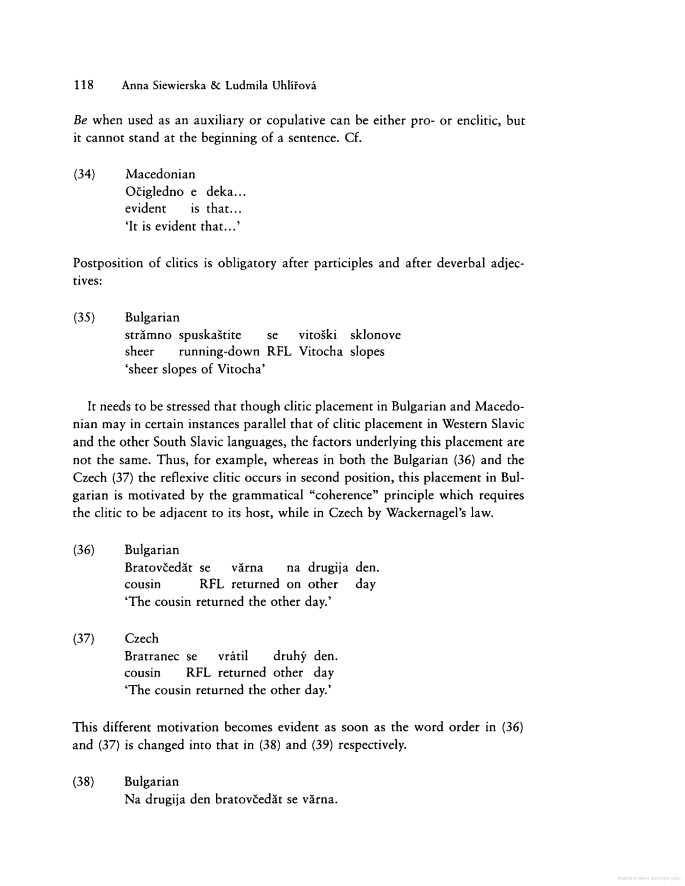 118 Anna Siewierska & Ludmila Uhlířová
Be when used as an auxiliary or copulative can be either pro- or enclitic, but
it cannot stand at the beginning of a sentence. Cf.
(34) Macedonian
Očigledno e deka...
evident is that...
‘It is evident that...’
Postposition of clitics is obligatory after participles and after deverbal adjec-
tives:
(35) Bulgarian
strămno spuskaštite se vitoški sklonove
sheer running-down RFL Vitocha slopes
‘sheer slopes of Vitocha’
It needs to be stressed that though clitic placement in Bulgarian and Macedo-
nian may in certain instances parallel that of clitic placement in Western Slavic
and the other South Slavic languages, the factors underlying this placement are
not the same. Thus, for example, whereas in both the Bulgarian (36) and the
Czech (37) the reflexive clitic occurs in second position, this placement in Bul-
garian is motivated by the grammatical “coherence” principle which requires
the clitic to be adjacent to its host, while in Czech by Wackernagel’s law.
(36) Bulgarian
Bratovčedăt se vărna na drugija den.
cousin RFL returned on other day
‘The cousin returned the other day.’
(37) Czech
Bratranec se vrátil druhý den.
cousin RFL returned other day
‘The cousin returned the other day.’
This different motivation becomes evident as soon as the word order in (36)
and (37) is changed into that in (38) and (39) respectively.
(38) Bulgarian
Na drugija den bratovčedăt se vărna.